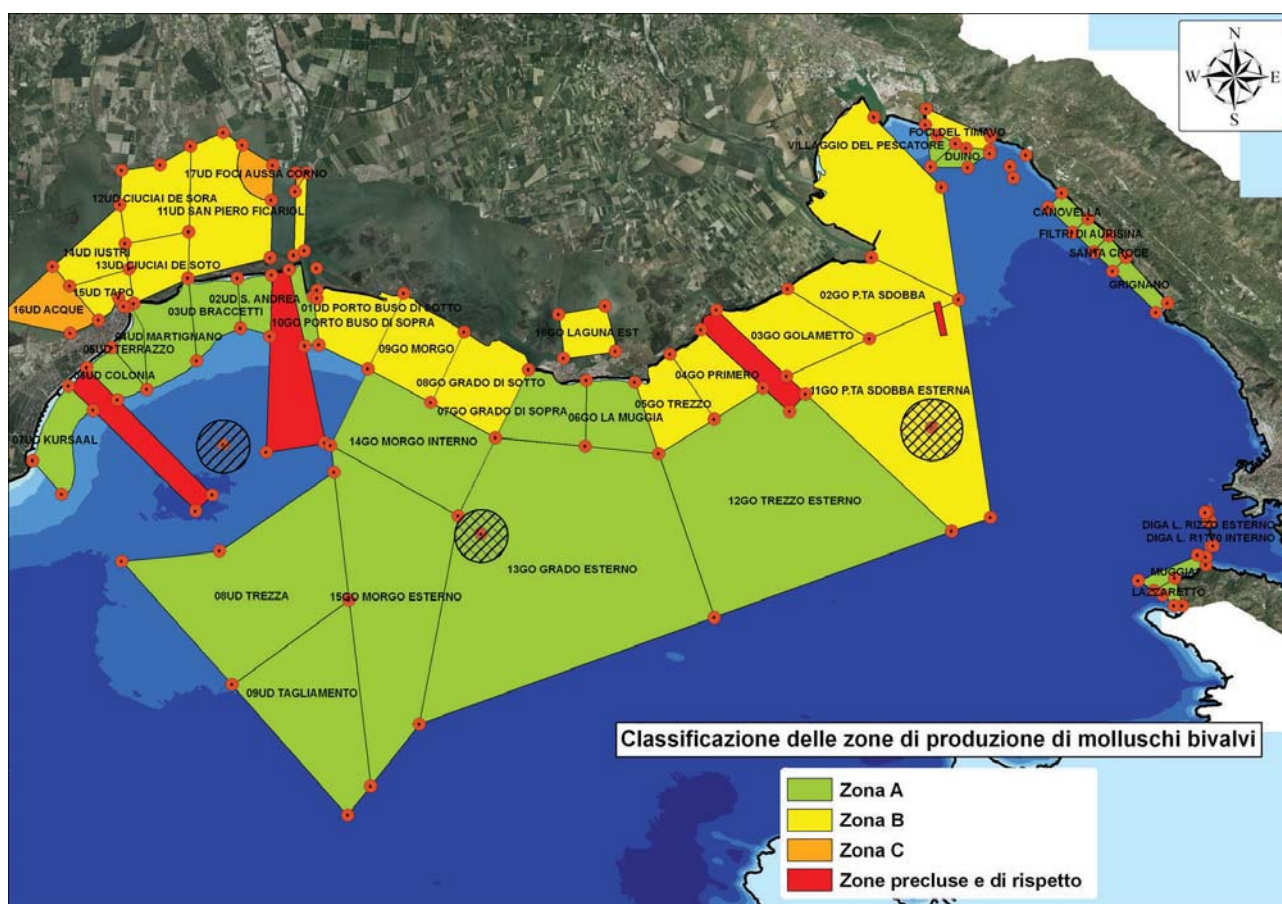 N
W E
S
FOCI DEL TIMAVO
VILLAGGIO DEL PESCATORE
DUINO
17UD FOCI AUSSA CORNO
12UD CIUCIAI DE SORA
11UD SAN PIERO FICARIOL
CANOVELLA
FILTRI DI AURISINA
SANTA CROCE
GRIGNANO
14UD IUSTRI
13UD CIUCIAI DE SOTO
15UD TAPO
16UD ACQUE
02UD S. ANDREA
03UD BRACCETTI
01UD PORTO BUSO DI SOTTO
10GO PORTO BUSO DI SOPRA
02GO P.TA SDOBBA
16GO LAGUNA EST
03GO GOLAMETTO
04UD MARTIGNANO
05UD TERRAZZO
09GO MORGO
06UD COLONIA
08GO GRADO DI SOTTO
04GO PRIMERO
11GO P.TA SDOBBA ESTERNA
07GO GRADO DI SOPRA
05GO TREZZO
06GO LA MUGGIA
07UD KURSAAL
14GO MORGO INTERNO
12GO TREZZO ESTERNO
DIGA L. RIZZO ESTERNO
DIGA L. R1770 INTERNO
13GO GRADO ESTERNO
MUGGIA
LAZZARETTO
08UD TREZZA
15GO MORGO ESTERNO
09UD TAGLIAMENTO
Classificazione delle zone di produzione di molluschi bivalvi
Zona A
Zona B
Zona C
Zone precluse e di rispetto